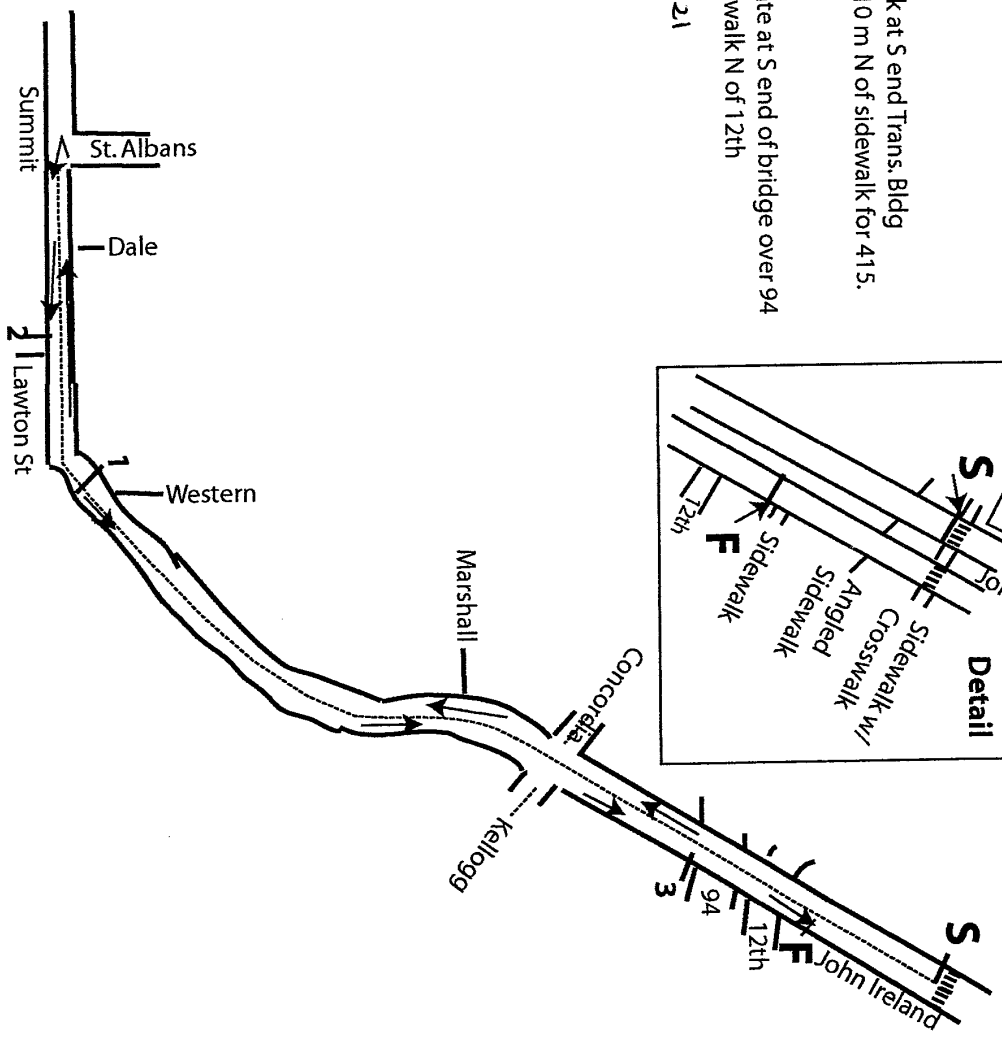 k at S end Trans. Bldg
0 m N of sidewalk for 415.
te at S end of bridge over 94
walk N of 12th
21
Summit
St. Albans
Dale
2
Lawton St
1
Western
Marshall
Concordia
Kellogg
3
94
12th
F
John Ireland
S
Detail
S
Jo
Sidewalk w/
Crosswalk
Angled
Sidewalk
Sidewalk
F
12th